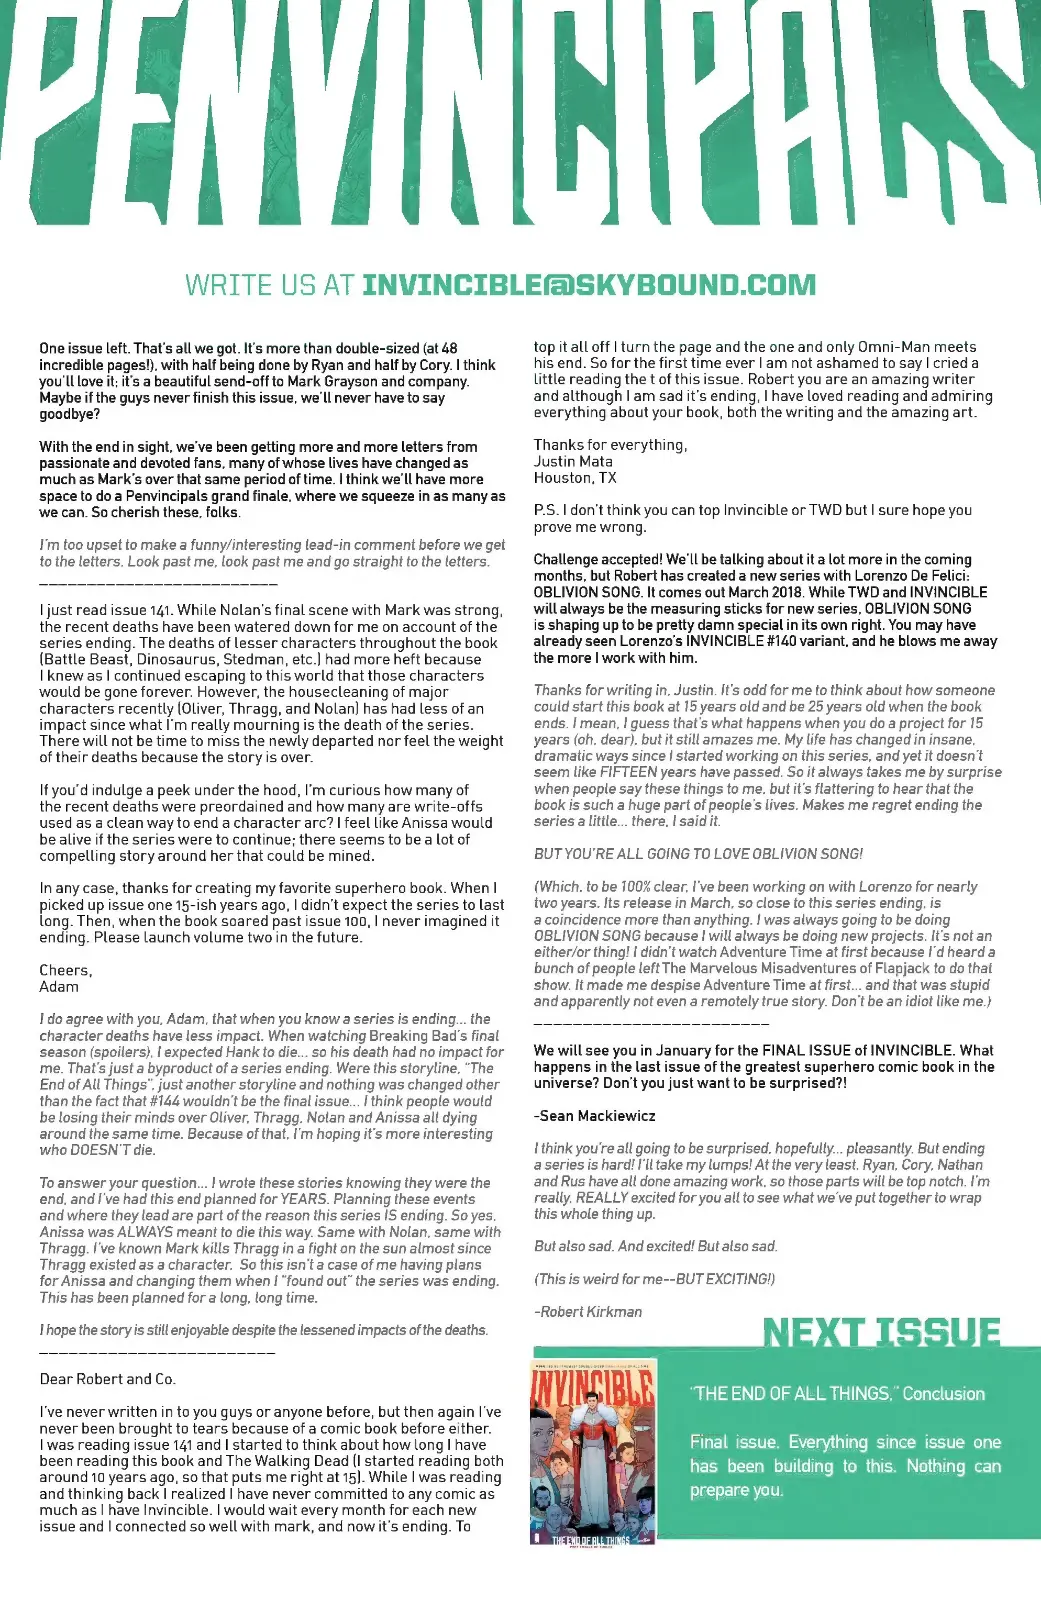 PENVINCIPALS
WRITE US AT INVINCIBLE@SKYBOUND.COM
One issue left. That's all we got. It's more than double-sized (at 48
incredible pages!), with half being done by Ryan and half by Cory. I think
you'll love it; it's a beautiful send-off to Mark Grayson and company.
Maybe if the guys never finish this issue, we'll never have to say
goodbye?
With the end in sight, we've been getting more and more letters from
passionate and devoted fans, many of whose lives have changed as
much as Mark's over that same period of time. I think we'll have more
space to do a Penvincipals grand finale, where we squeeze in as many as
we can. So cherish these, folks.
I'm too upset to make a funny/interesting lead-in comment before we get
to the letters. Look past me, look past me and go straight to the letters.
_________________________
I just read issue 141. While Nolan's final scene with Mark was strong,
the recent deaths have been watered down for me on account of the
series ending. The deaths of lesser characters throughout the book
(Battle Beast, Dinosaurus, Stedman, etc.) had more heft because
I knew as I continued escaping to this world that those characters
would be gone forever. However, the housecleaning of major
characters recently (Oliver, Thragg, and Nolan) has had less of an
impact since what I'm really mourning is the death of the series.
There will not be time to miss the newly departed nor feel the weight
of their deaths because the story is over.
If you'd indulge a peek under the hood, I'm curious how many of
the recent deaths were preordained and how many are write-offs
used as a clean way to end a character arc? I feel like Anissa would
be alive if the series were to continue; there seems to be a lot of
compelling story around her that could be mined.
In any case, thanks for creating my favorite superhero book. When I
picked up issue one 15-ish years ago, I didn't expect the series to last
long. Then, when the book soared past issue 100, I never imagined it
ending. Please launch volume two in the future.
Cheers,
Adam
I do agree with you, Adam, that when you know a series is ending... the
character deaths have less impact. When watching Breaking Bad's final
season (spoilers), I expected Hank to die... so his death had no impact for
me. That's just a byproduct of a series ending. Were this storyline, "The
End of All Things", just another storyline and nothing was changed other
than the fact that #144 wouldn't be the final issue... I think people would
be losing their minds over Oliver, Thragg, Nolan and Anissa all dying
around the same time. Because of that, I'm hoping it's more interesting
who DOESN'T die.
To answer your question... I wrote these stories knowing they were the
end, and I've had this end planned for YEARS. Planning these events
and where they lead are part of the reason this series IS ending. So yes,
Anissa was ALWAYS meant to die this way. Same with Nolan, same with
Thragg. I've known Mark kills Thragg in a fight on the sun almost since
Thragg existed as a character. So this isn't a case of me having plans
for Anissa and changing them when I "found out" the series was ending.
This has been planned for a long, long time.
I hope the story is still enjoyable despite the lessened impacts of the deaths.
_________________________
Dear Robert and Co.
I've never written in to you guys or anyone before, but then again I've
never been brought to tears because of a comic book before either.
I was reading issue 141 and I started to think about how long I have
been reading this book and The Walking Dead (I started reading both
around 10 years ago, so that puts me right at 15). While I was reading
and thinking back I realized I have never committed to any comic as
much as I have Invincible. I would wait every month for each new
issue and I connected so well with mark, and now it's ending. To
top it all off I turn the page and the one and only Omni-Man meets
his end. So for the first time ever I am not ashamed to say I cried a
little reading the t of this issue. Robert you are an amazing writer
and although I am sad it's ending, I have loved reading and admiring
everything about your book, both the writing and the amazing art.
Thanks for everything,
Justin Mata
Houston, TX
P.S. I don't think you can top Invincible or TWD but I sure hope you
prove me wrong.
Challenge accepted! We'll be talking about it a lot more in the coming
months, but Robert has created a new series with Lorenzo De Felici:
OBLIVION SONG. It comes out March 2018. While TWD and INVINCIBLE
will always be the measuring sticks for new series, OBLIVION SONG
is shaping up to be pretty damn special in its own right. You may have
already seen Lorenzo's INVINCIBLE #140 variant, and he blows me away
the more I work with him.
Thanks for writing in, Justin. It's odd for me to think about how someone
could start this book at 15 years old and be 25 years old when the book
ends. I mean, I guess that's what happens when you do a project for 15
years (oh, dear), but it still amazes me. My life has changed in insane,
dramatic ways since I started working on this series, and yet it doesn't
seem like FIFTEEN years have passed. So it always takes me by surprise
when people say these things to me, but it's flattering to hear that the
book is such a huge part of people's lives. Makes me regret ending the
series a little... there, I said it.
BUT YOU'RE ALL GOING TO LOVE OBLIVION SONG!
(Which, to be 100% clear, I've been working on with Lorenzo for nearly
two years. Its release in March, so close to this series ending, is
a coincidence more than anything. I was always going to be doing
OBLIVION SONG because I will always be doing new projects. It's not an
either/or thing! I didn't watch Adventure Time at first because I'd heard a
bunch of people left The Marvelous Misadventures of Flapjack to do that
show. It made me despise Adventure Time at first... and that was stupid
and apparently not even a remotely true story. Don't be an idiot like me.)
_________________________
We will see you in January for the FINAL ISSUE of INVINCIBLE. What
happens in the last issue of the greatest superhero comic book in the
universe? Don't you just want to be surprised?!
-Sean Mackiewicz
I think you're all going to be surprised, hopefully... pleasantly. But ending
a series is hard! I'll take my lumps! At the very least, Ryan, Cory, Nathan
and Rus have all done amazing work, so those parts will be top notch. I'm
really, REALLY excited for you all to see what we've put together to wrap
this whole thing up.
But also sad. And excited! But also sad.
(This is weird for me--BUT EXCITING!)
-Robert Kirkman
NEXT ISSUE
INVINCIBLE
THE END OF ALL THINGS
"THE END OF ALL THINGS," Conclusion
Final issue. Everything since issue one
has been building to this. Nothing can
prepare you.